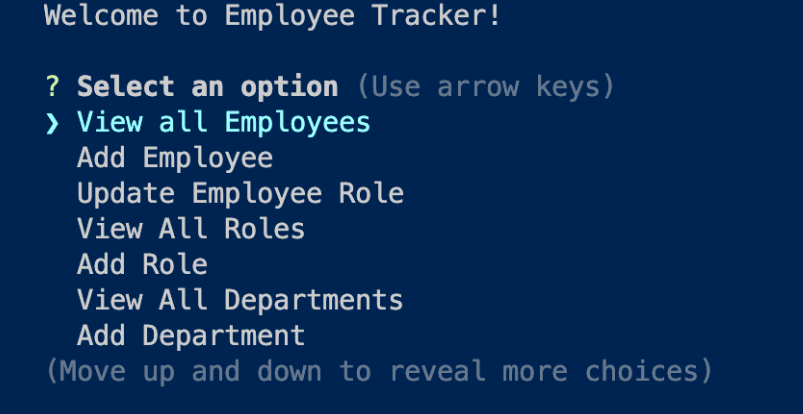 Welcome to Employee Tracker!
? Select an option (Use arrow keys)
❯ View all Employees
Add Employee
Update Employee Role
View All Roles
Add Role
View All Departments
Add Department
(Move up and down to reveal more choices)